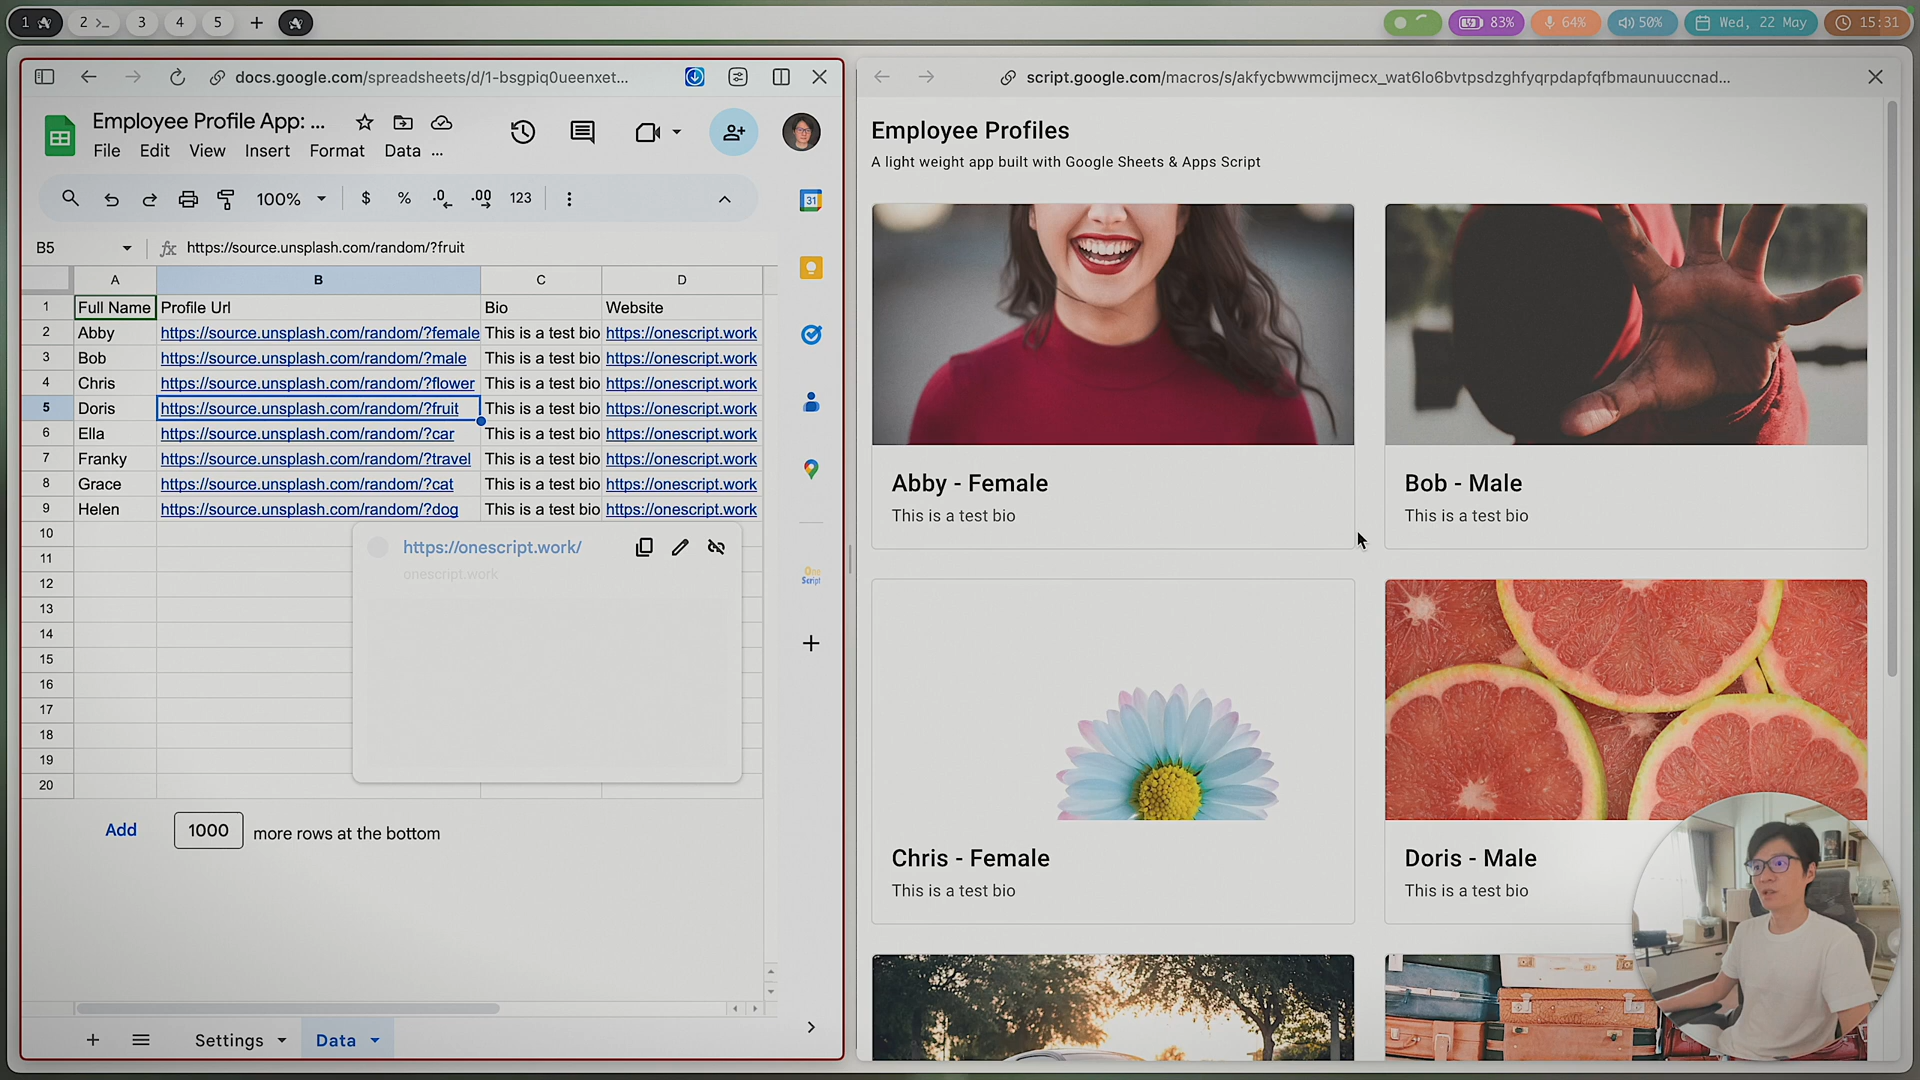 1
2
3
4
5
83%
64%
50%
Wed, 22 May
15:31
docs.google.com/spreadsheets/d/1-bsgpiq0ueenxet...
Employee Profile App: ...
File Edit View Insert Format Data ...
100%
$ % .0 .00 123
31
B5
fx https://source.unsplash.com/random/?fruit
A B C D
1 Full Name Profile Url Bio Website
2 Abby https://source.unsplash.com/random/?female This is a test bio https://onescript.work
3 Bob https://source.unsplash.com/random/?male This is a test bio https://onescript.work
4 Chris https://source.unsplash.com/random/?flower This is a test bio https://onescript.work
5 Doris https://source.unsplash.com/random/?fruit This is a test bio https://onescript.work
6 Ella https://source.unsplash.com/random/?car This is a test bio https://onescript.work
7 Franky https://source.unsplash.com/random/?travel This is a test bio https://onescript.work
8 Grace https://source.unsplash.com/random/?cat This is a test bio https://onescript.work
9 Helen https://source.unsplash.com/random/?dog This is a test bio https://onescript.work
10
11
12
13
14
15
16
17
18
19
20
https://onescript.work/
onescript.work
One
Script
Add 1000 more rows at the bottom
Settings
Data
script.google.com/macros/s/akfycbwwmcijmecx_wat6lo6bvtpsdzghfyqrpdapfqfbmaunuuccnad...
Employee Profiles
A light weight app built with Google Sheets & Apps Script
Abby - Female
This is a test bio
Bob - Male
This is a test bio
Chris - Female
This is a test bio
Doris - Male
This is a test bio